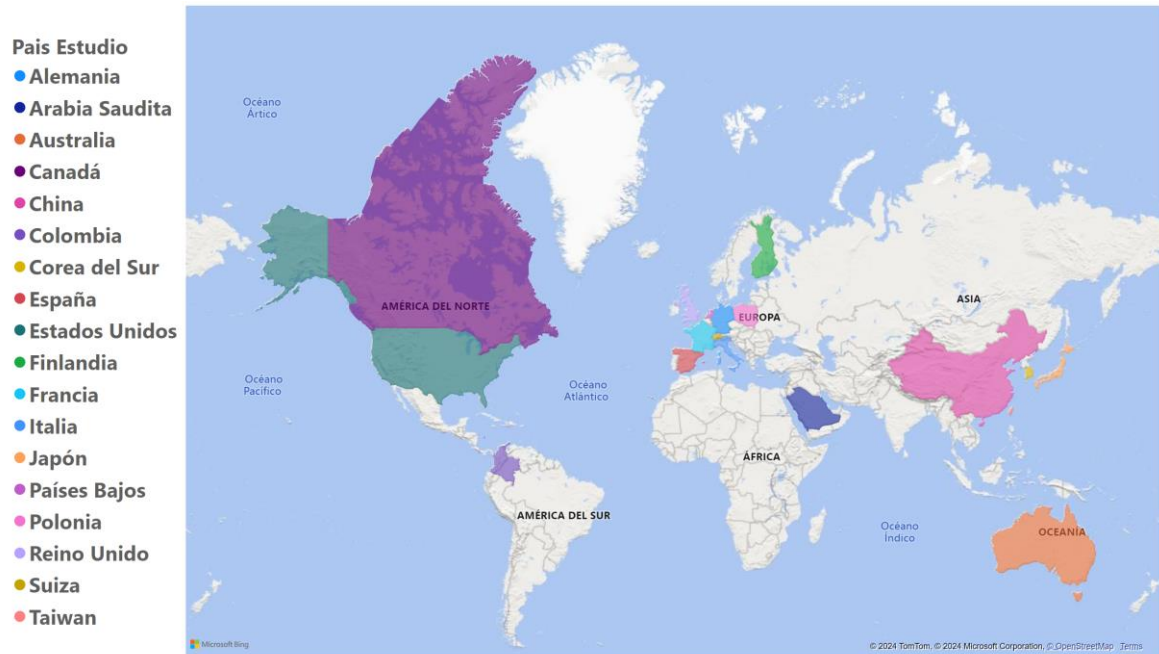 Pais Estudio
Alemania
Arabia Saudita
Australia
Canadá
China
Colombia
Corea del Sur
España
Estados Unidos
Finlandia
Francia
Italia
Japón
Países Bajos
Polonia
Reino Unido
Suiza
Taiwan
Océano
Ártico
AMÉRICA DEL NORTE
ASIA
EUROPA
Océano
Pacífico
Océano
Atlántico
ÁFRICA
AMÉRICA DEL SUR
Océano
Índico
OCEANÍA
Microsoft Bing
© 2024 TomTom, © 2024 Microsoft Corporation, © OpenStreetMap Terms